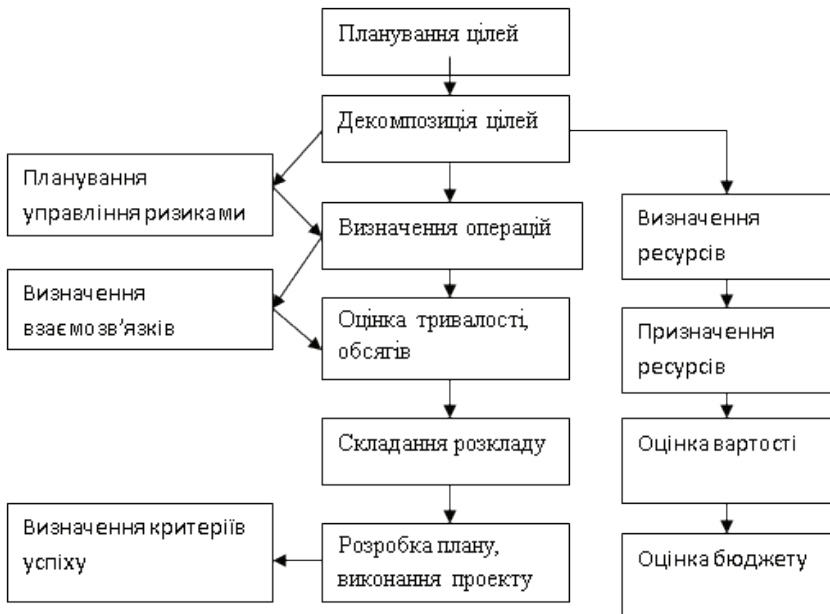 Планування цілей
Декомпозиція цілей
Планування
управління ризиками
Визначення операцій
Визначення
ресурсів
Визначення
взаємозв’язків
Оцінка тривалості,
обсягів
Призначення
ресурсів
Складання розкладу
Оцінка вартості
Визначення критеріїв
успіху
Розробка плану,
виконання проекту
Оцінка бюджету